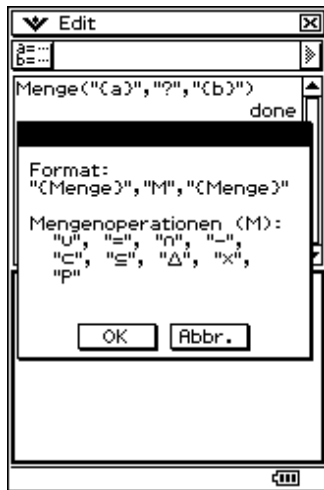 Edit
Menge("{a}","?","{b}")
done
Format:
"{Menge}","M","{Menge}"
Mengenoperationen (M):
"∪", "=", "∩", "-",
"⊂", "⊆", "△", "×",
"P"
OK Abbr.